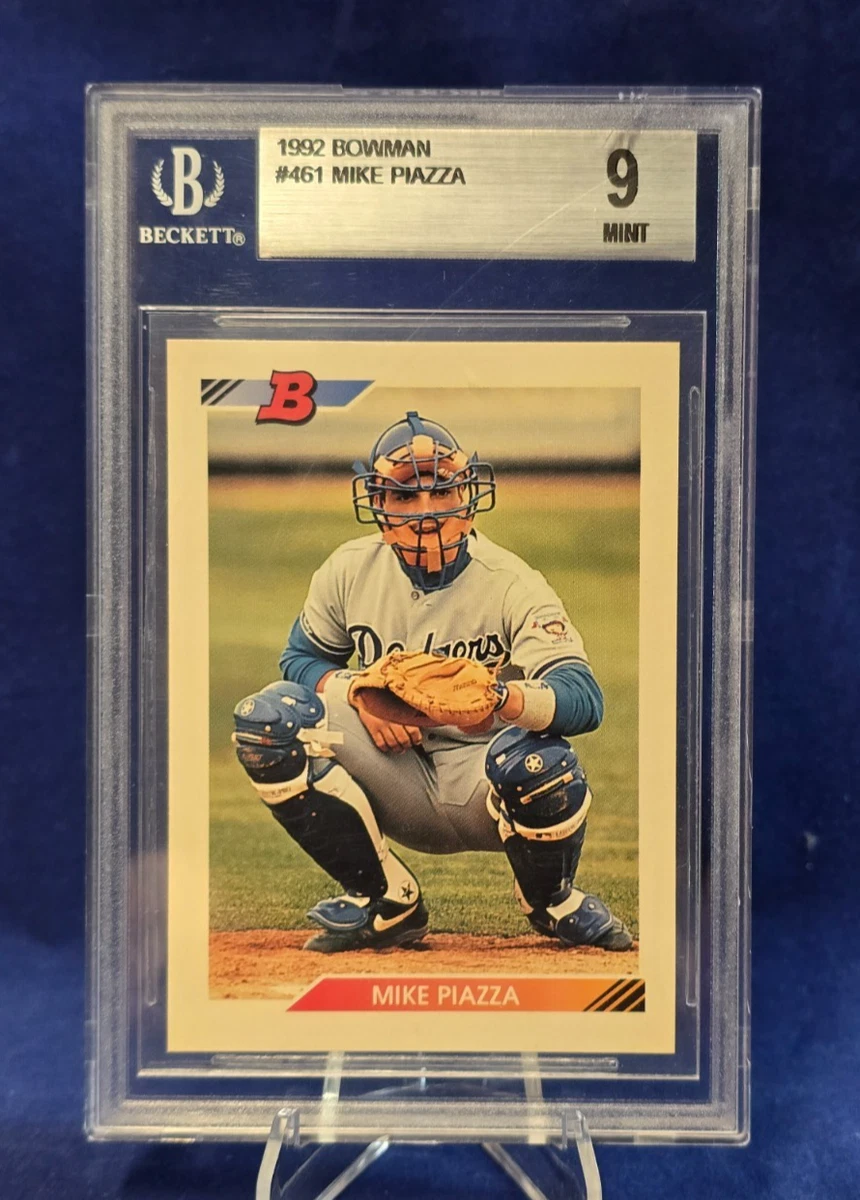 1992 BOWMAN
#461 MIKE PIAZZA
9
MINT
B
BECKETT®
B
Dodgers
MIKE PIAZZA